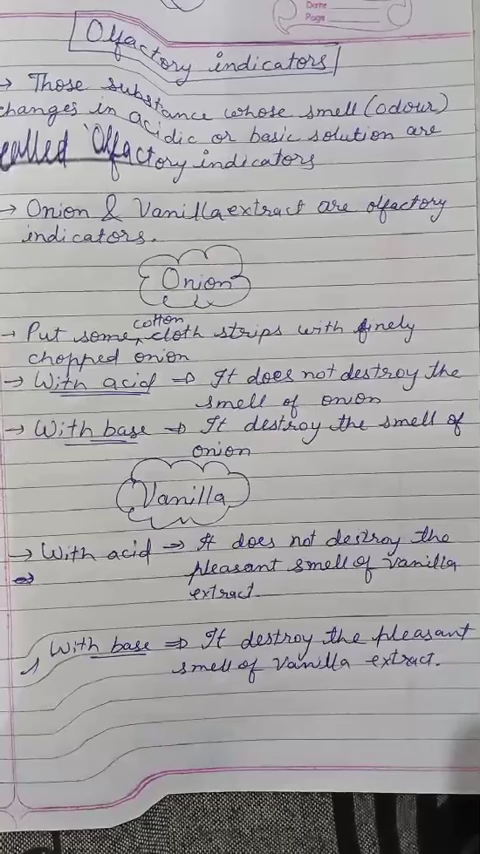 Date
Page
Olfactory indicators
→ Those substance whose smell (odour)
changes in acidic or basic solution are
called 'Olfactory indicators
→ Onion & Vanilla extract are olfactory
indicators.
Onion
cotton
→ Put some, cloth strips with finely
chopped onion
→ With acid ⇒ It does not destroy the
smell of onion
→ With base ⇒ It destroy the smell of
onion
Vanilla
→ With acid → It does not destroy the
pleasant smell of vanilla
extract.
With base ⇒ It destroy the pleasant
smell of Vanilla extract.